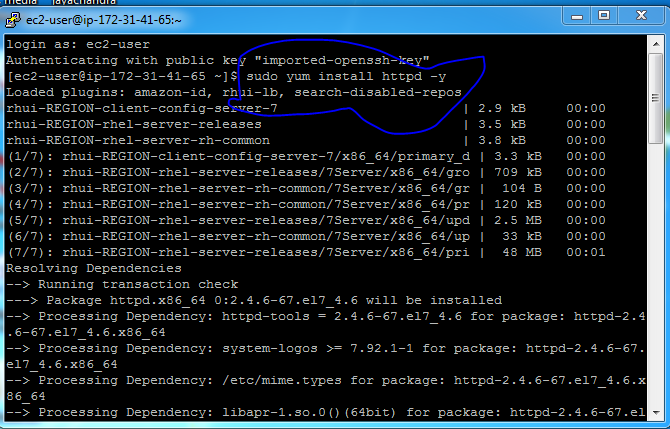 media jayachandra
ec2-user@ip-172-31-41-65:~
login as: ec2-user
Authenticating with public key "imported-openssh-key"
[ec2-user@ip-172-31-41-65 ~]$ sudo yum install httpd -y
Loaded plugins: amazon-id, rhui-lb, search-disabled-repos
rhui-REGION-client-config-server-7 | 2.9 kB 00:00
rhui-REGION-rhel-server-releases | 3.5 kB 00:00
rhui-REGION-rhel-server-rh-common | 3.8 kB 00:00
(1/7): rhui-REGION-client-config-server-7/x86_64/primary_d | 3.3 kB 00:00
(2/7): rhui-REGION-rhel-server-releases/7Server/x86_64/gro | 709 kB 00:00
(3/7): rhui-REGION-rhel-server-rh-common/7Server/x86_64/gr | 104 B 00:00
(4/7): rhui-REGION-rhel-server-rh-common/7Server/x86_64/pr | 120 kB 00:00
(5/7): rhui-REGION-rhel-server-releases/7Server/x86_64/upd | 2.5 MB 00:00
(6/7): rhui-REGION-rhel-server-rh-common/7Server/x86_64/up | 33 kB 00:00
(7/7): rhui-REGION-rhel-server-releases/7Server/x86_64/pri | 48 MB 00:01
Resolving Dependencies
--> Running transaction check
---> Package httpd.x86_64 0:2.4.6-67.el7_4.6 will be installed
--> Processing Dependency: httpd-tools = 2.4.6-67.el7_4.6 for package: httpd-2.4
.6-67.el7_4.6.x86_64
--> Processing Dependency: system-logos >= 7.92.1-1 for package: httpd-2.4.6-67.
el7_4.6.x86_64
--> Processing Dependency: /etc/mime.types for package: httpd-2.4.6-67.el7_4.6.x
86_64
--> Processing Dependency: libapr-1.so.0()(64bit) for package: httpd-2.4.6-67.el